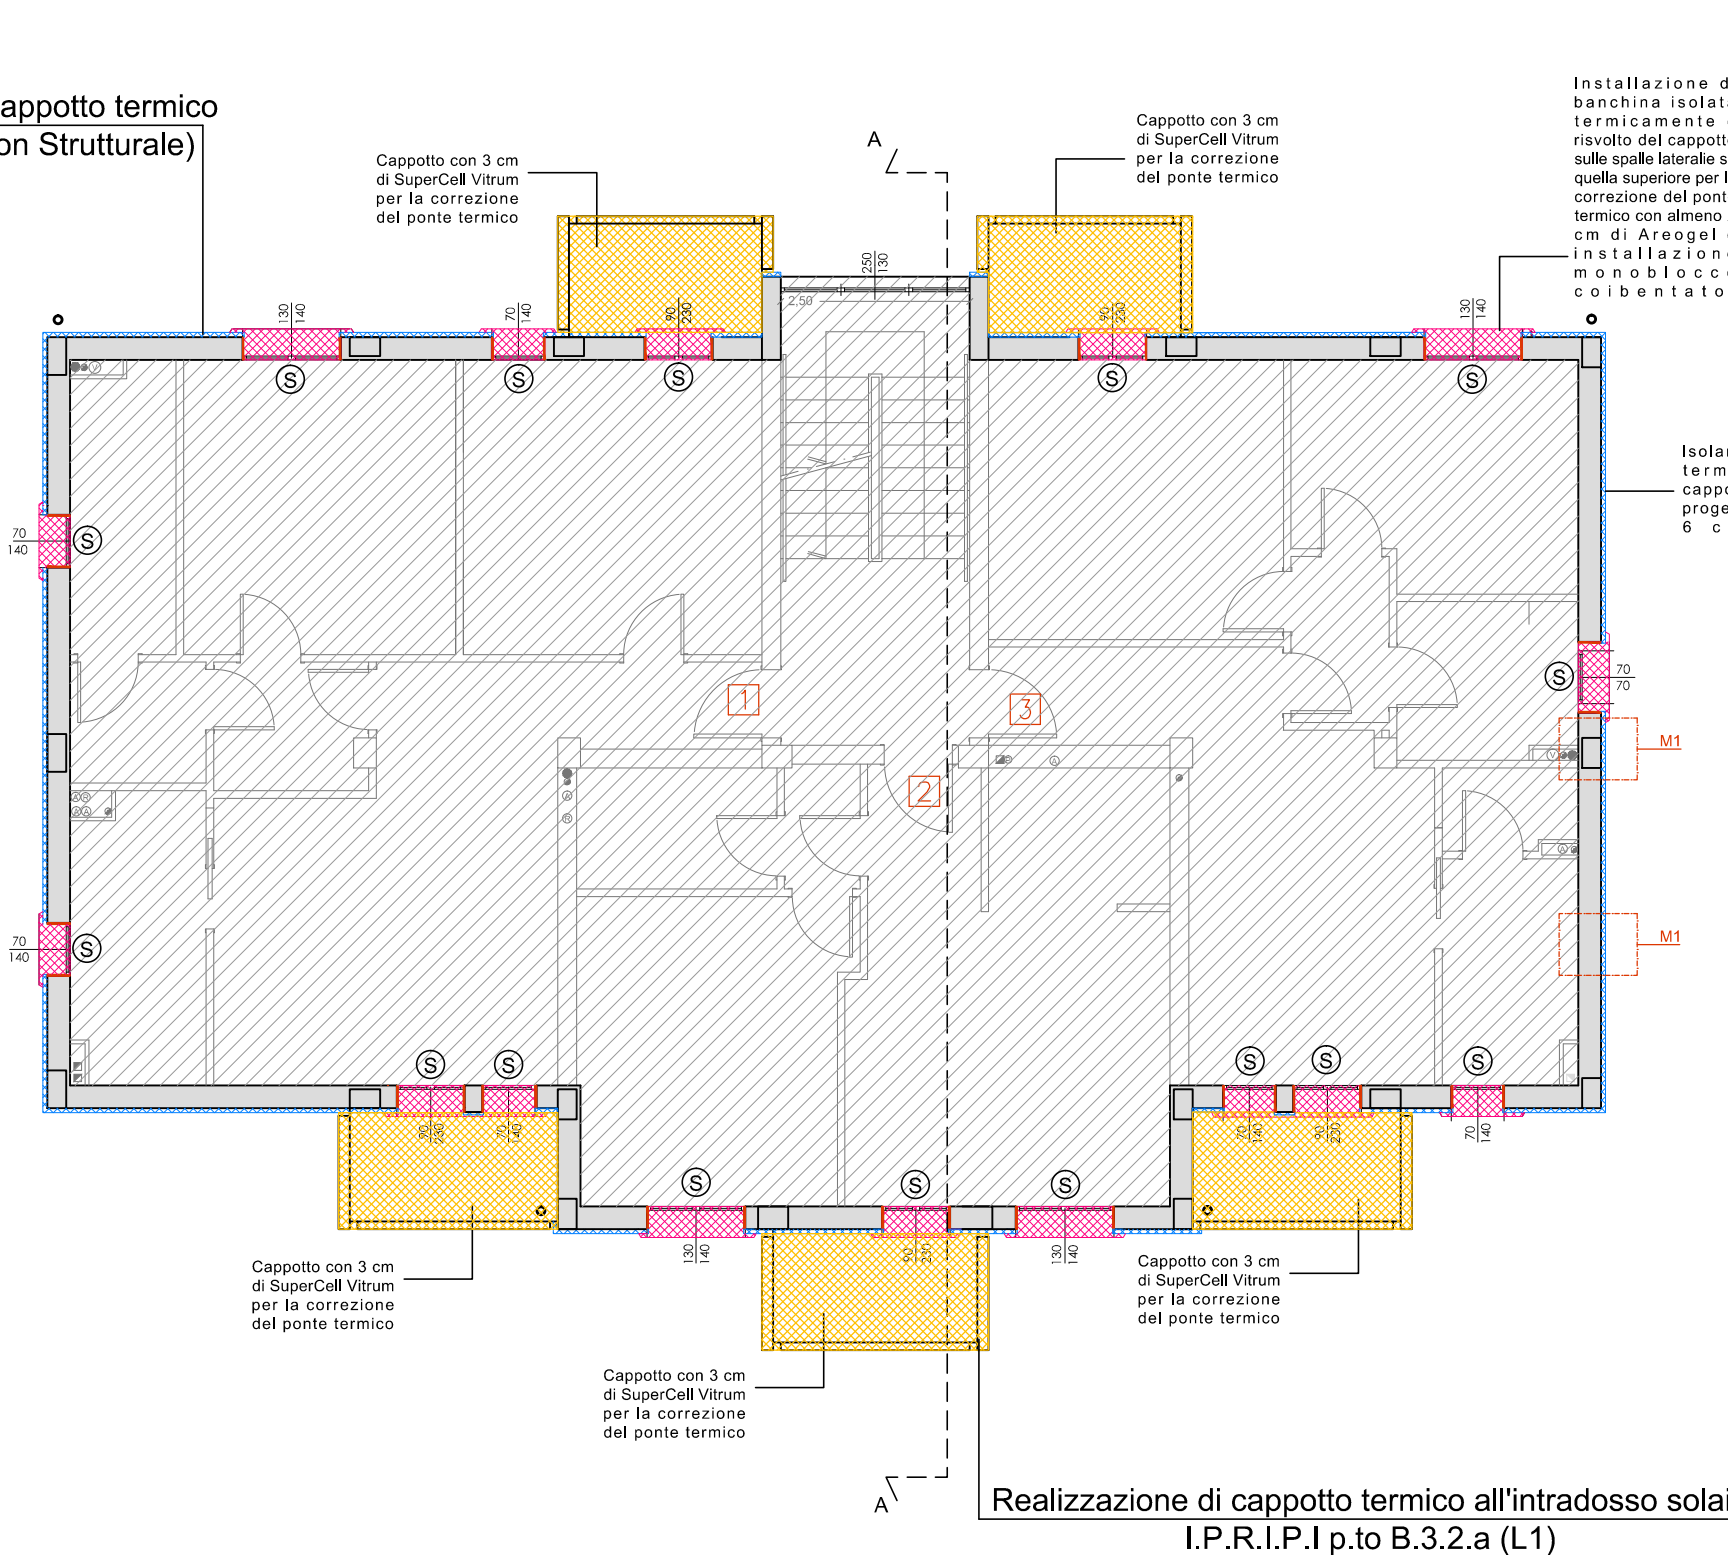 appotto termico
on Strutturale)
Cappotto con 3 cm
di SuperCell Vitrum
per la correzione
del ponte termico
A
Cappotto con 3 cm
di SuperCell Vitrum
per la correzione
del ponte termico
Installazione d
banchina isolat
termicamente
risvolto del cappott
sulle spalle lateralie s
quella superiore per l
correzione del pont
termico con almeno
cm di Areogel
installazion
monoblocc
coibentato
250
130
2,50
130
140
70
140
90
230
90
230
130
140
S
S
S
S
S
Isola
term
capp
proge
6 c
70
140
S
S
70
70
1
3
2
M1
M1
V
V
A
R
A
A
A
R
A
A
70
140
S
S
S
S
S
S
90
230
70
140
70
140
90
230
70
140
S
S
S
130
140
90
230
130
140
Cappotto con 3 cm
di SuperCell Vitrum
per la correzione
del ponte termico
Cappotto con 3 cm
di SuperCell Vitrum
per la correzione
del ponte termico
Cappotto con 3 cm
di SuperCell Vitrum
per la correzione
del ponte termico
A
Realizzazione di cappotto termico all'intradosso solai
I.P.R.I.P.I p.to B.3.2.a (L1)